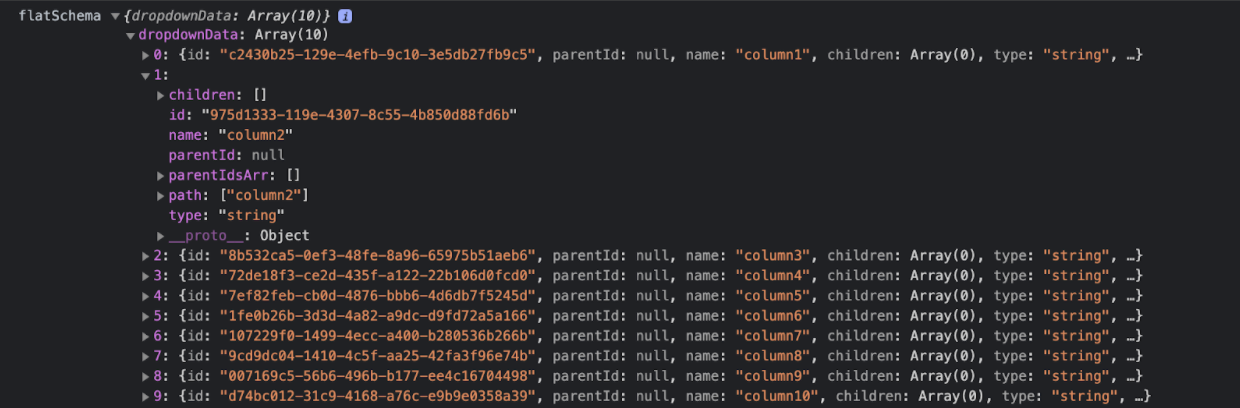 flatSchema ▼{dropdownData: Array(10)} i
▼dropdownData: Array(10)
▶0: {id: "c2430b25-129e-4efb-9c10-3e5db27fb9c5", parentId: null, name: "column1", children: Array(0), type: "string", …}
▼1:
▶children: []
id: "975d1333-119e-4307-8c55-4b850d88fd6b"
name: "column2"
parentId: null
▶parentIdsArr: []
▶path: ["column2"]
type: "string"
▶__proto__: Object
▶2: {id: "8b532ca5-0ef3-48fe-8a96-65975b51aeb6", parentId: null, name: "column3", children: Array(0), type: "string", …}
▶3: {id: "72de18f3-ce2d-435f-a122-22b106d0fcd0", parentId: null, name: "column4", children: Array(0), type: "string", …}
▶4: {id: "7ef82feb-cb0d-4876-bbb6-4d6db7f5245d", parentId: null, name: "column5", children: Array(0), type: "string", …}
▶5: {id: "1fe0b26b-3d3d-4a82-a9dc-d9fd72a5a166", parentId: null, name: "column6", children: Array(0), type: "string", …}
▶6: {id: "107229f0-1499-4ecc-a400-b280536b266b", parentId: null, name: "column7", children: Array(0), type: "string", …}
▶7: {id: "9cd9dc04-1410-4c5f-aa25-42fa3f96e74b", parentId: null, name: "column8", children: Array(0), type: "string", …}
▶8: {id: "007169c5-56b6-496b-b177-ee4c16704498", parentId: null, name: "column9", children: Array(0), type: "string", …}
▶9: {id: "d74bc012-31c9-4168-a76c-e9b9e0358a39", parentId: null, name: "column10", children: Array(0), type: "string", …}